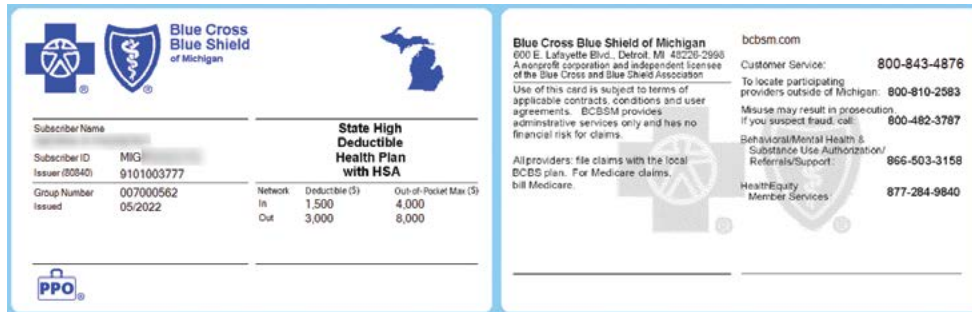 Blue Cross
Blue Shield
of Michigan
®
®
Subscriber Name
Subscriber ID MIG
Issuer (80840) 9101003777
Group Number 007000562
Issued 05/2022
State High
Deductible
Health Plan
with HSA
Network Deductible ($) Out-of-Pocket Max ($)
In 1,500 4,000
Out 3,000 8,000
PPO®
Blue Cross Blue Shield of Michigan
600 E. Lafayette Blvd., Detroit, MI 48226-2998
A nonprofit corporation and independent licensee
of the Blue Cross and Blue Shield Association
Use of this card is subject to terms of
applicable contracts, conditions and user
agreements. BCBSM provides
adminstrative services only and has no
financial risk for claims.
All providers: file claims with the local
BCBS plan. For Medicare claims,
bill Medicare.
bcbsm.com
Customer Service: 800-843-4876
To locate participating
providers outside of Michigan: 800-810-2583
Misuse may result in prosecution.
If you suspect fraud, call: 800-482-3787
Behavioral/Mental Health &
Substance Use Authorization/
Referrals/Support: 866-503-3158
HealthEquity
Member Services: 877-284-9840
®
®